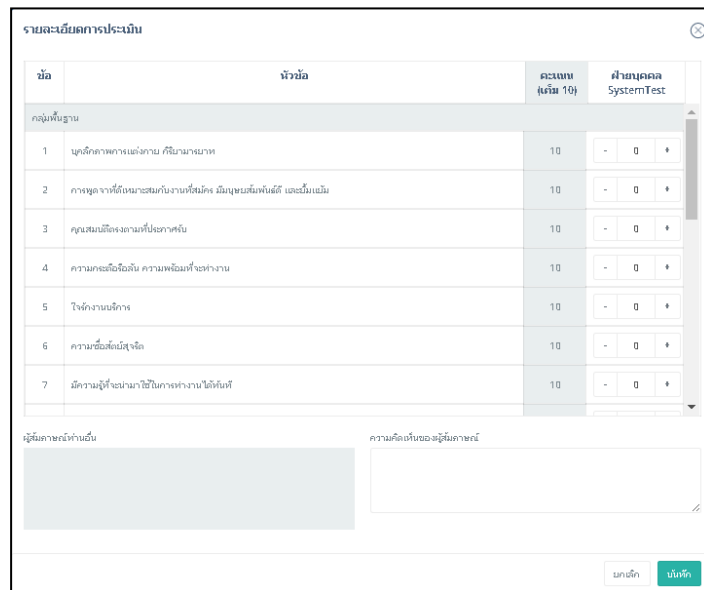 รายละเอียดการประเมิน
ข้อ หัวข้อ คะแนน (เต็ม 10) ฝ่ายบุคคล SystemTest
กลุ่มพื้นฐาน
1 บุคลิกภาพการแต่งกาย กิริยามารยาท 10 - 0 +
2 การพูดจาที่ดีเหมาะสมกับงานที่สมัคร มีมนุษยสัมพันธ์ดี และยิ้มแย้ม 10 - 0 +
3 คุณสมบัติตรงตามที่ประกาศรับ 10 - 0 +
4 ความกระตือรือล้น ความพร้อมที่จะทำงาน 10 - 0 +
5 ใจรักงานบริการ 10 - 0 +
6 ความซื่อสัตย์สุจริต 10 - 0 +
7 มีความรู้ที่จะนำมาใช้ในการทำงานได้ทันที 10 - 0 +
ผู้สัมภาษณ์ท่านอื่น ความคิดเห็นของผู้สัมภาษณ์
ยกเลิก บันทึก